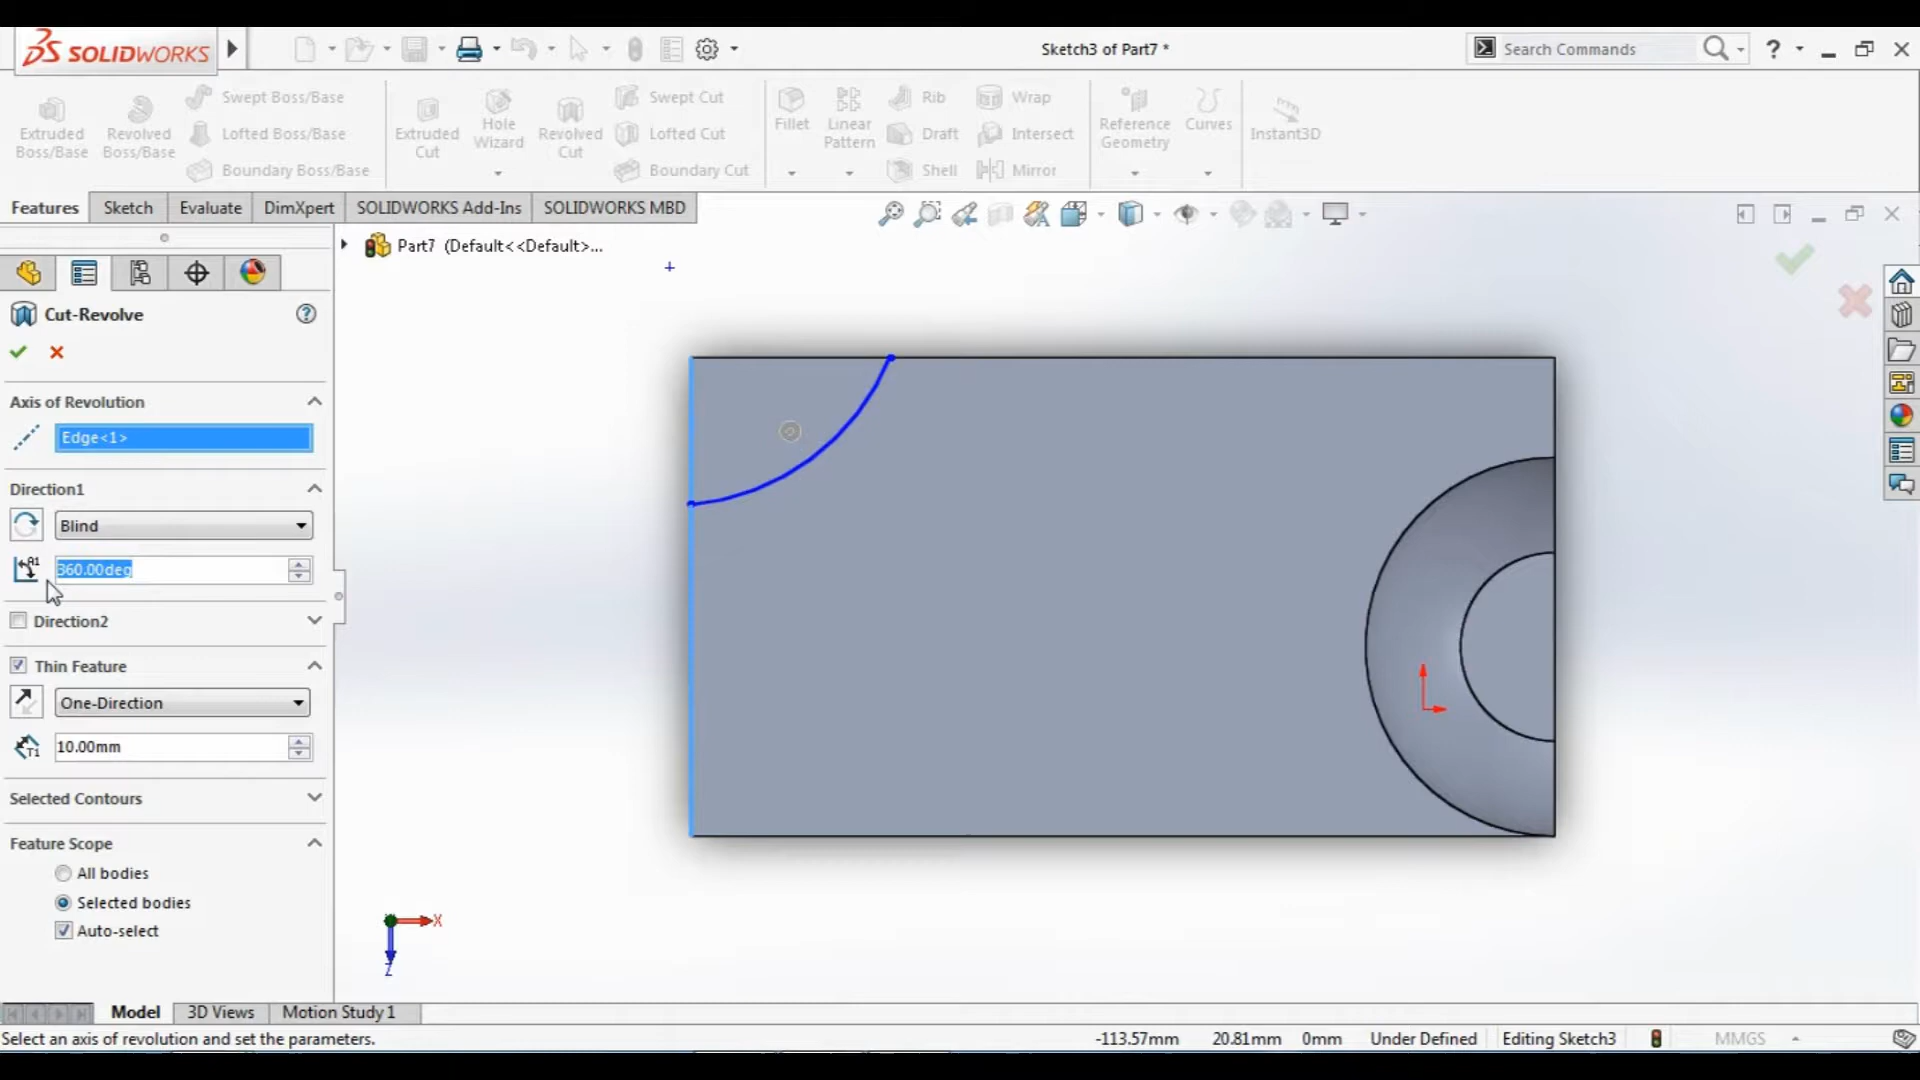 SOLIDWORKS
Sketch3 of Part7 *
Search Commands
?
Extruded
Boss/Base
Revolved
Boss/Base
Swept Boss/Base
Lofted Boss/Base
Boundary Boss/Base
Extruded
Cut
Hole
Wizard
Revolved
Cut
Swept Cut
Lofted Cut
Boundary Cut
Fillet
Linear
Pattern
Rib
Draft
Shell
Wrap
Intersect
Mirror
Reference
Geometry
Curves
Instant3D
Features
Sketch
Evaluate
DimXpert
SOLIDWORKS Add-Ins
SOLIDWORKS MBD
Part7 (Default<<Default>...
Cut-Revolve
?
Axis of Revolution
Edge<1>
Direction1
Blind
A1
360.00deg
Direction2
Thin Feature
One-Direction
T1
10.00mm
Selected Contours
Feature Scope
All bodies
Selected bodies
Auto-select
X
Z
Model
3D Views
Motion Study 1
Select an axis of revolution and set the parameters.
-113.57mm
20.81mm
0mm
Under Defined
Editing Sketch3
MMGS